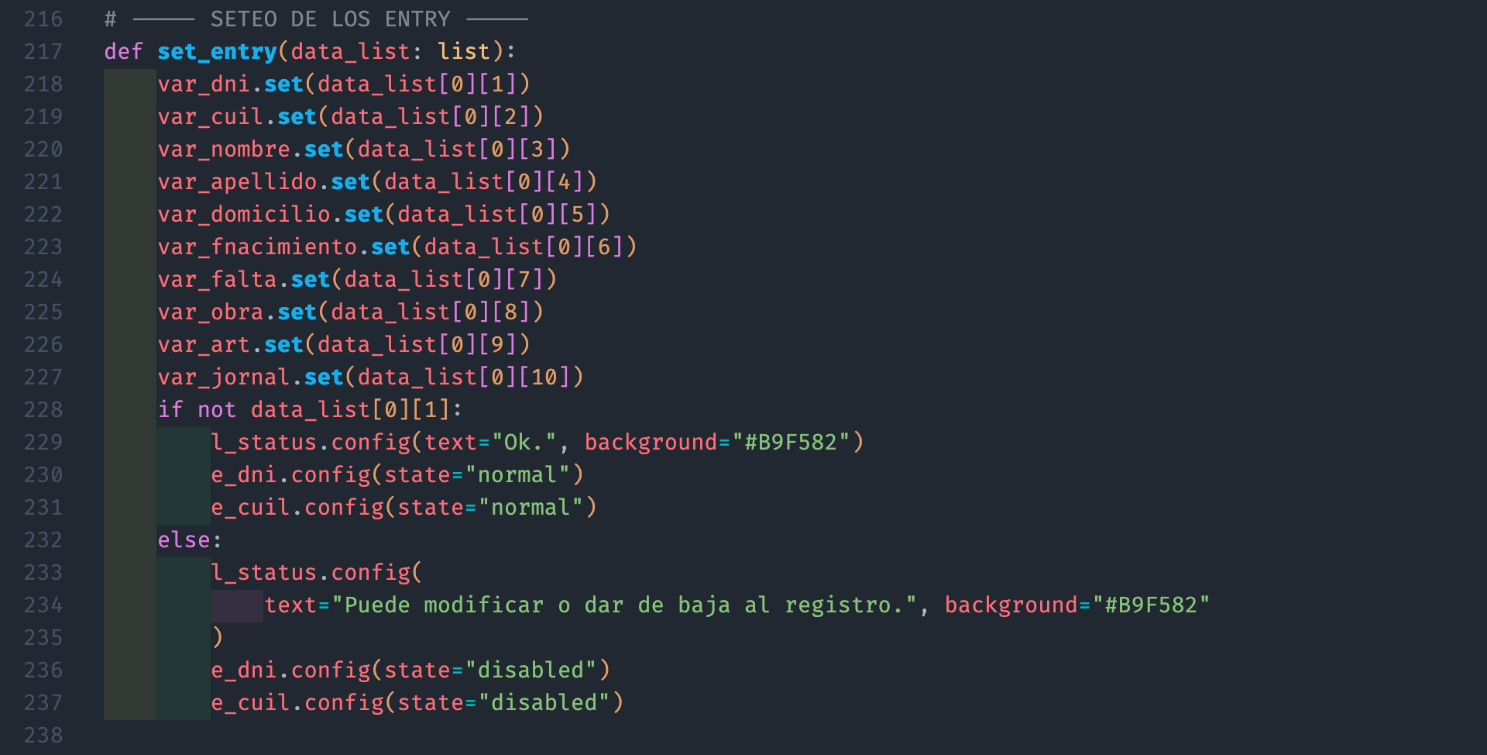 216 # ——— SETEO DE LOS ENTRY ———
217 def set_entry(data_list: list):
218     var_dni.set(data_list[0][1])
219     var_cuil.set(data_list[0][2])
220     var_nombre.set(data_list[0][3])
221     var_apellido.set(data_list[0][4])
222     var_domicilio.set(data_list[0][5])
223     var_fnacimiento.set(data_list[0][6])
224     var_falta.set(data_list[0][7])
225     var_obra.set(data_list[0][8])
226     var_art.set(data_list[0][9])
227     var_jornal.set(data_list[0][10])
228     if not data_list[0][1]:
229         l_status.config(text="Ok.", background="#B9F582")
230         e_dni.config(state="normal")
231         e_cuil.config(state="normal")
232     else:
233         l_status.config(
234             text="Puede modificar o dar de baja al registro.", background="#B9F582"
235         )
236         e_dni.config(state="disabled")
237         e_cuil.config(state="disabled")
238